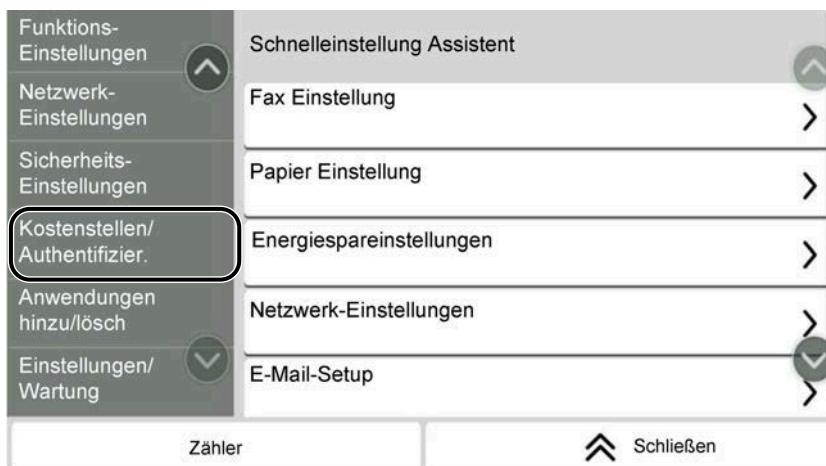 Funktions-
Einstellungen
Netzwerk-
Einstellungen
Sicherheits-
Einstellungen
Kostenstellen/
Authentifizier.
Anwendungen
hinzu/lösch
Einstellungen/
Wartung
Schnelleinstellung Assistent
Fax Einstellung
Papier Einstellung
Energiespareinstellungen
Netzwerk-Einstellungen
E-Mail-Setup
Zähler
Schließen